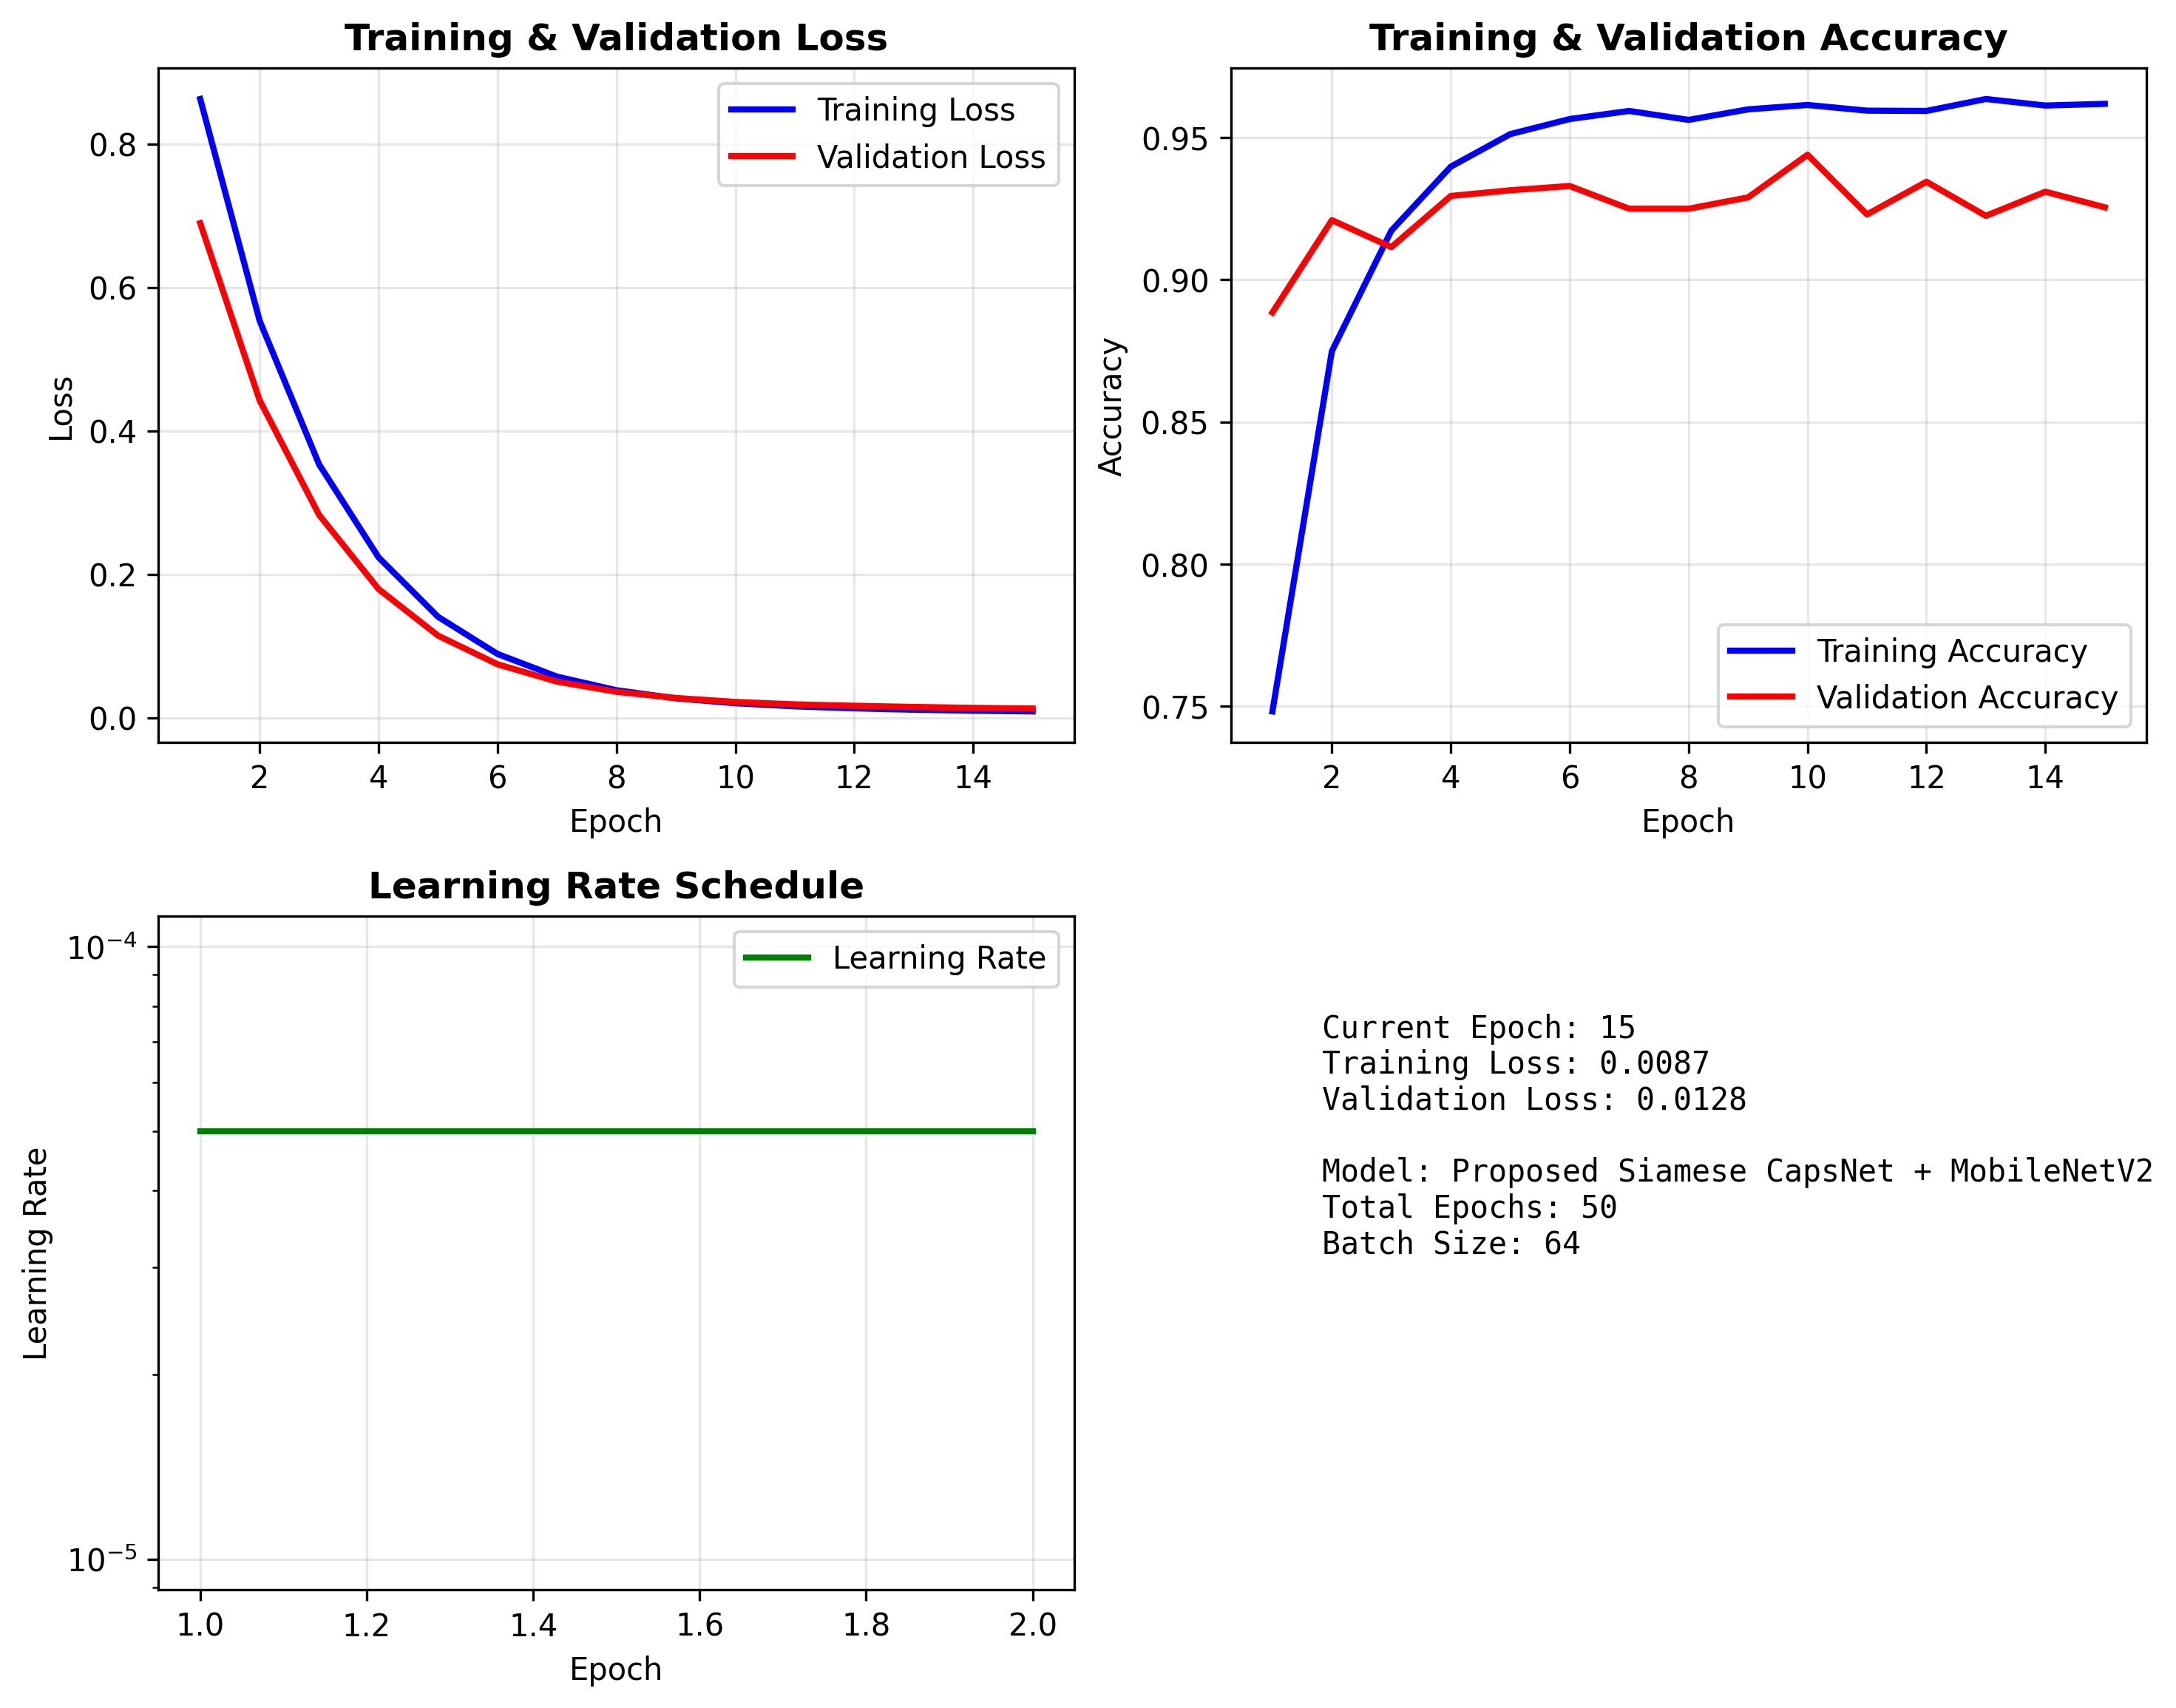 Training & Validation Loss
Training Loss
Validation Loss
0.8
0.6
0.4
0.2
0.0
Loss
2 4 6 8 10 12 14
Epoch
Training & Validation Accuracy
0.95
0.90
0.85
0.80
0.75
Accuracy
Training Accuracy
Validation Accuracy
2 4 6 8 10 12 14
Epoch
Learning Rate Schedule
Learning Rate
10⁻⁴
10⁻⁵
Learning Rate
1.0 1.2 1.4 1.6 1.8 2.0
Epoch
Current Epoch: 15
Training Loss: 0.0087
Validation Loss: 0.0128
Model: Proposed Siamese CapsNet + MobileNetV2
Total Epochs: 50
Batch Size: 64